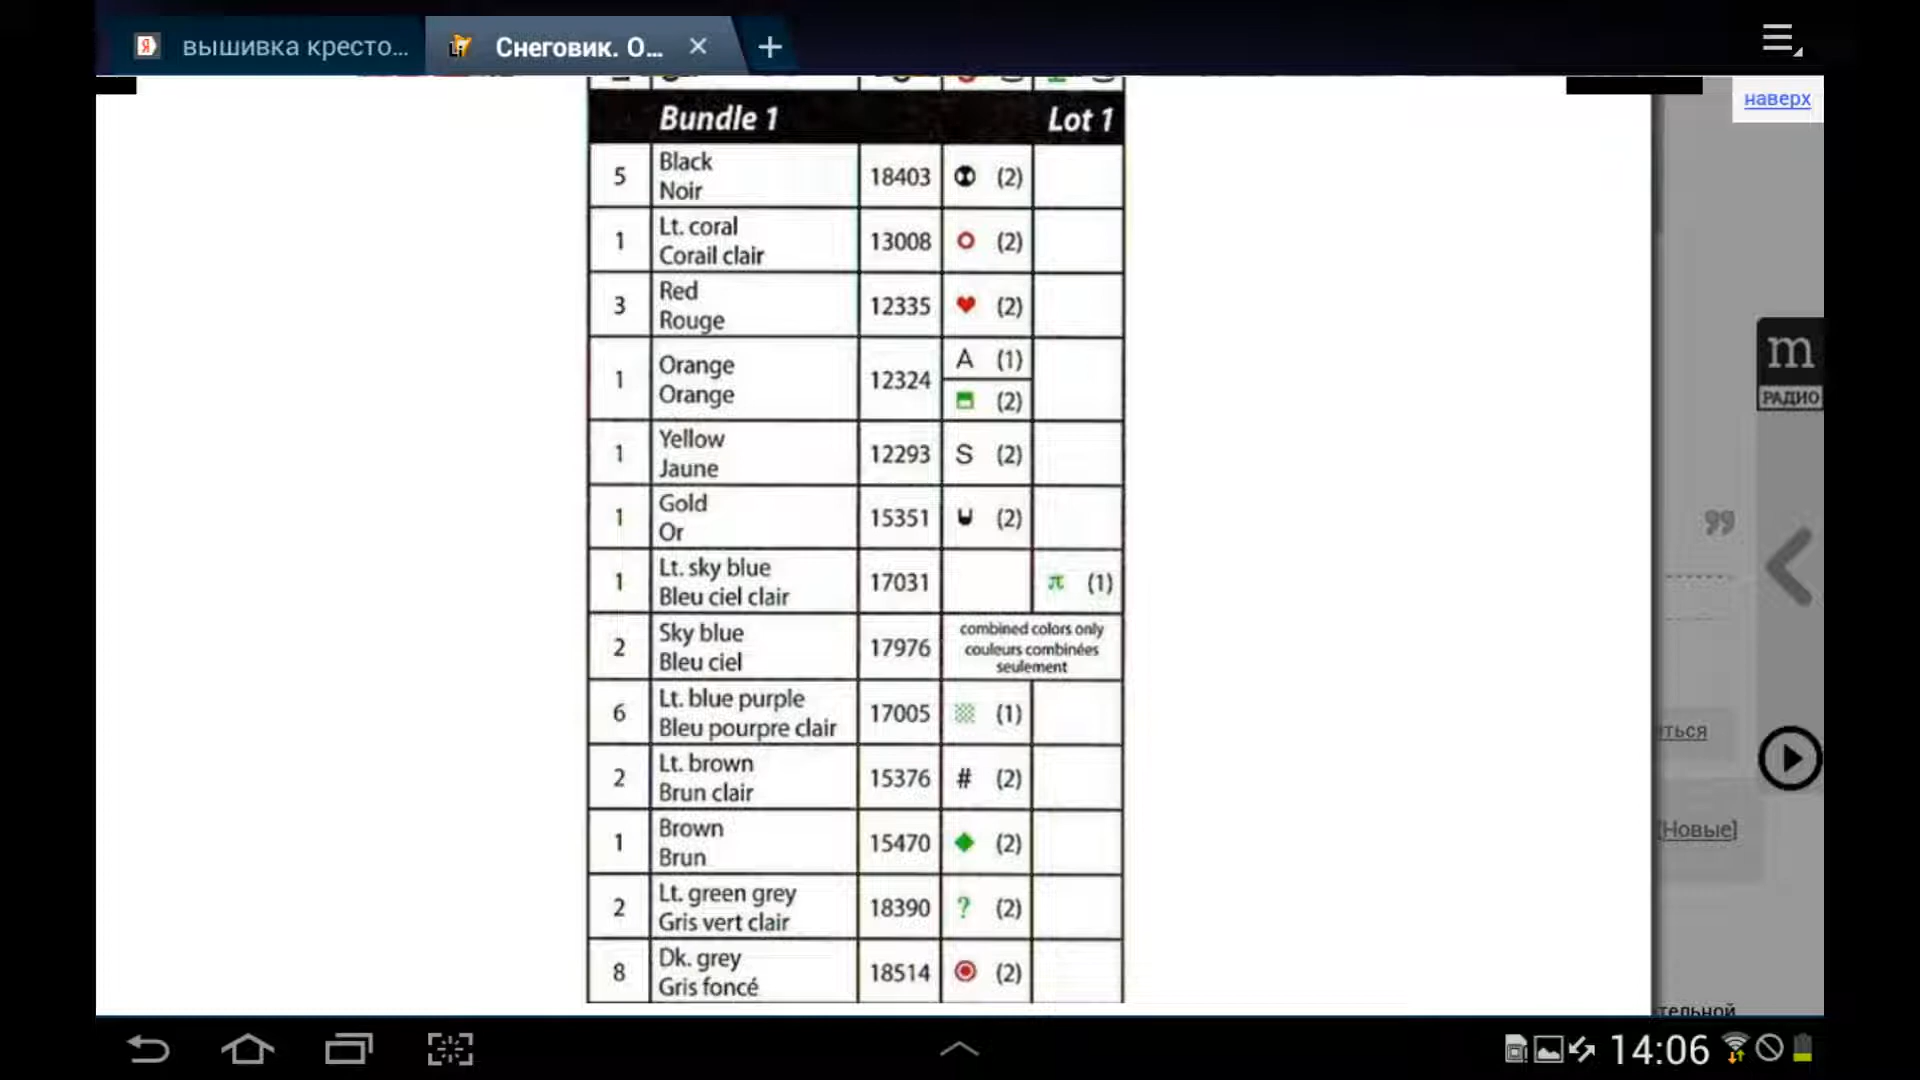 вышивка кресто...
Снеговик. О...
наверх
Bundle 1 Lot 1
5 Black Noir 18403 (2)
1 Lt. coral Corail clair 13008 (2)
3 Red Rouge 12335 (2)
1 Orange Orange 12324 A (1) (2)
1 Yellow Jaune 12293 S (2)
1 Gold Or 15351 (2)
1 Lt. sky blue Bleu ciel clair 17031 π (1)
2 Sky blue Bleu ciel 17976 combined colors only couleurs combinées seulement
6 Lt. blue purple Bleu pourpre clair 17005 (1)
2 Lt. brown Brun clair 15376 # (2)
1 Brown Brun 15470 (2)
2 Lt. green grey Gris vert clair 18390 ? (2)
8 Dk. grey Gris foncé 18514 (2)
m
РАДИО
[Новые]
14:06